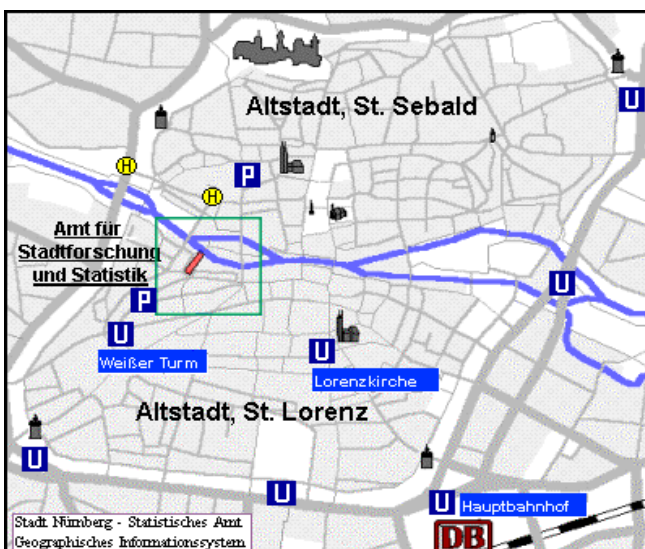 Altstadt, St. Sebald
U
H
P
H
Amt für
Stadtforschung
und Statistik
U
P
U
Weißer Turm
U
Lorenzkirche
Altstadt, St. Lorenz
U
U
U
Hauptbahnhof
DB
Stadt Nürnberg - Statistisches Amt
Geographisches Informationssystem